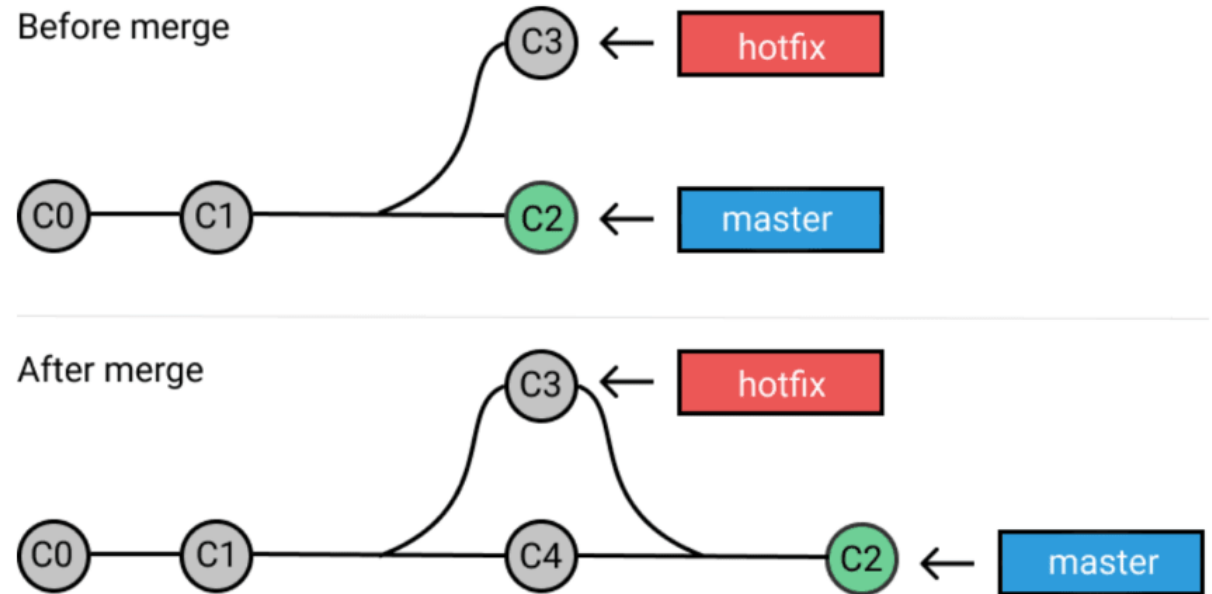 Before merge
C3
hotfix
C0
C1
C2
master
After merge
C3
hotfix
C0
C1
C4
C2
master